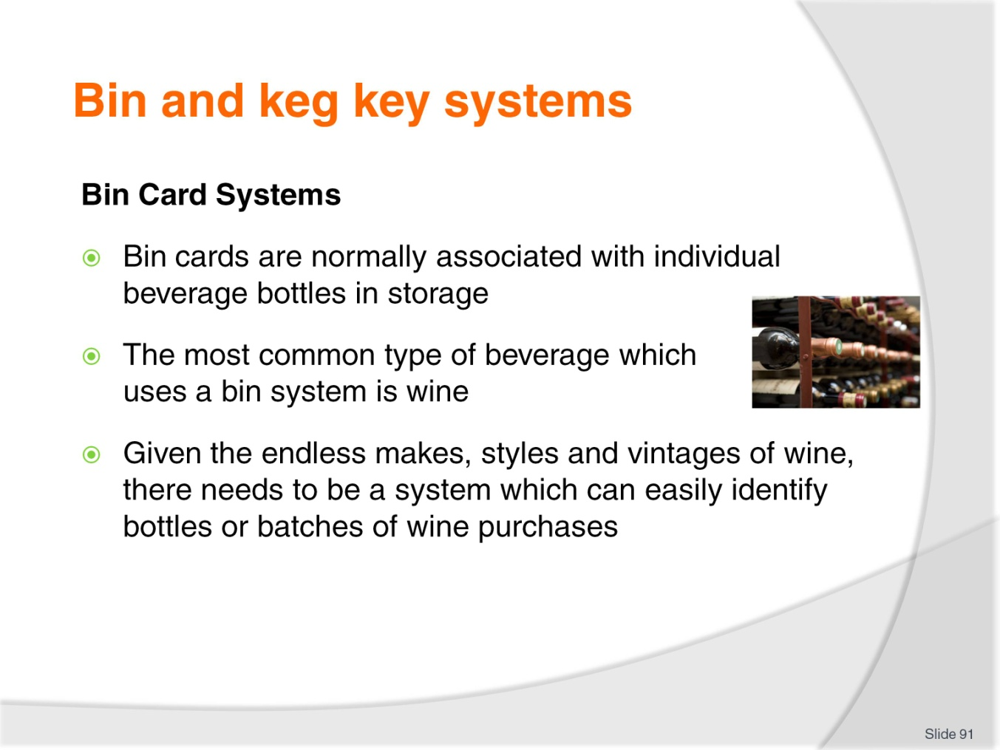 Bin and keg key systems
Bin Card Systems
Bin cards are normally associated with individual
beverage bottles in storage
The most common type of beverage which
uses a bin system is wine
Given the endless makes, styles and vintages of wine,
there needs to be a system which can easily identify
bottles or batches of wine purchases
Slide 91